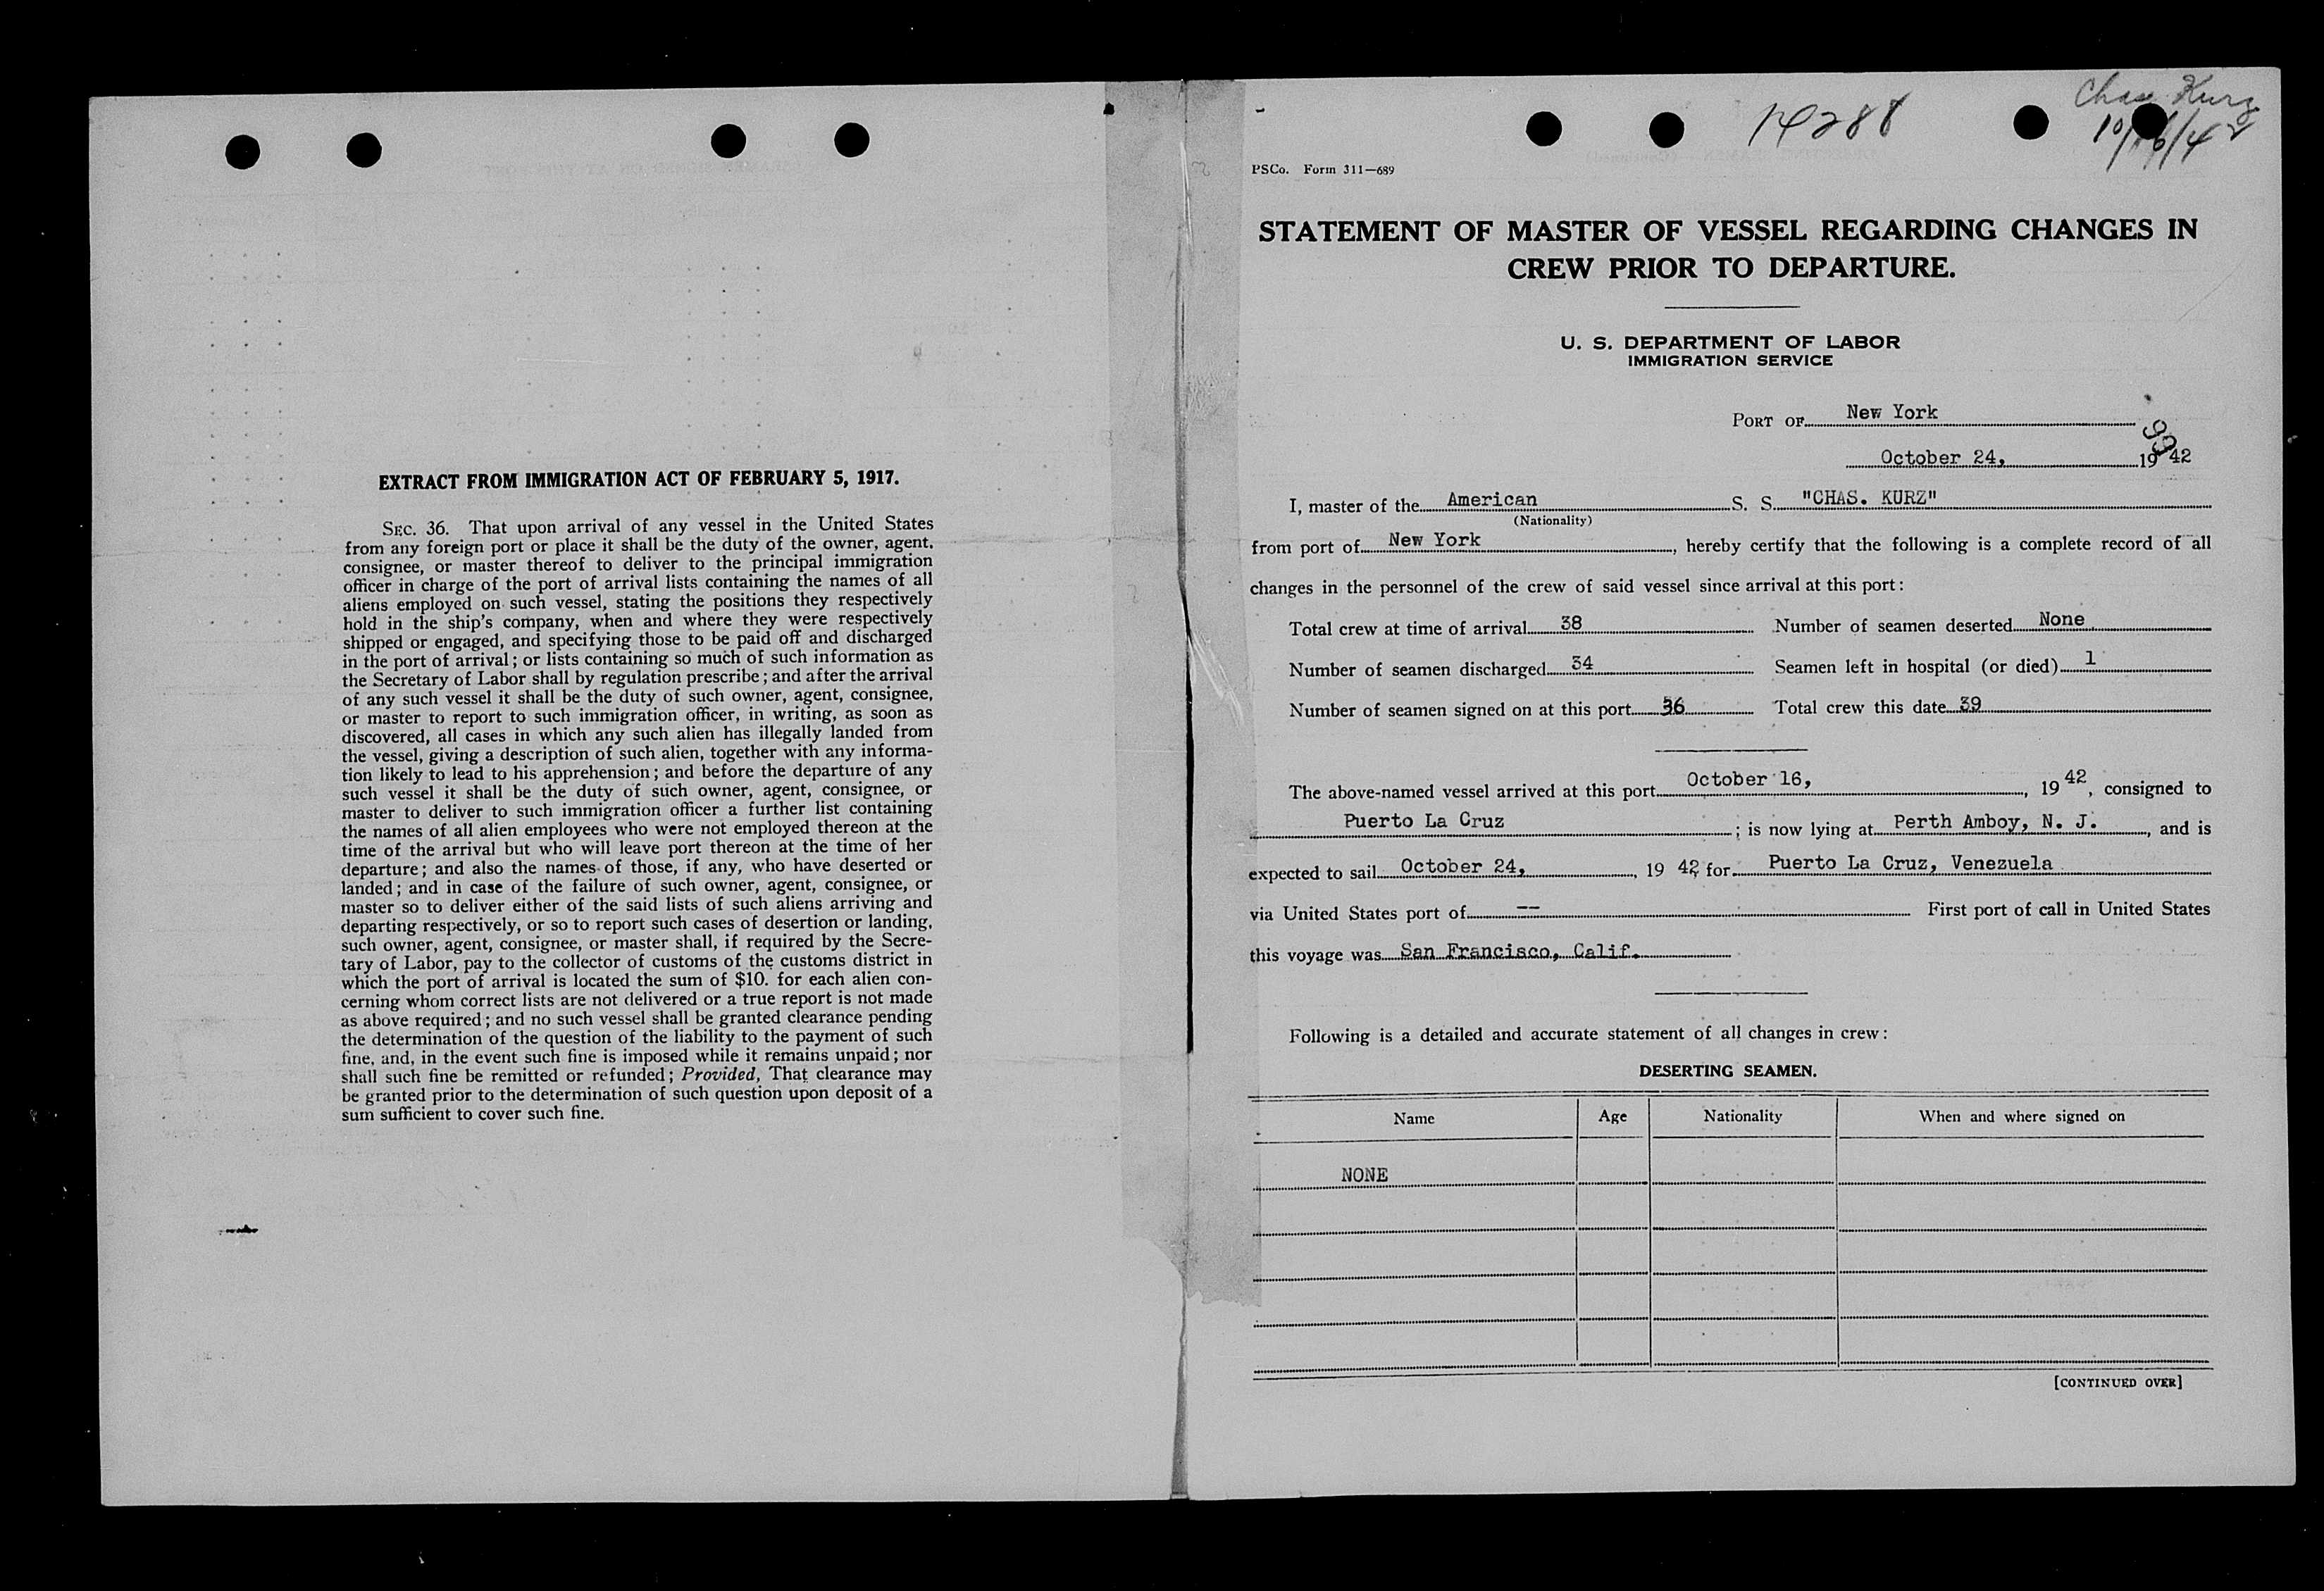 EXTRACT FROM IMMIGRATION ACT OF FEBRUARY 5, 1917.
SEC. 36. That upon arrival of any vessel in the United States
from any foreign port or place it shall be the duty of the owner, agent,
consignee, or master thereof to deliver to the principal immigration
officer in charge of the port of arrival lists containing the names of all
aliens employed on such vessel, stating the positions they respectively
hold in the ship's company, when and where they were respectively
shipped or engaged, and specifying those to be paid off and discharged
in the port of arrival; or lists containing so much of such information as
the Secretary of Labor shall by regulation prescribe; and after the arrival
of any such vessel it shall be the duty of such owner, agent, consignee,
or master to report to such immigration officer, in writing, as soon as
discovered, all cases in which any such alien has illegally landed from
the vessel, giving a description of such alien, together with any informa-
tion likely to lead to his apprehension; and before the departure of any
such vessel it shall be the duty of such owner, agent, consignee, or
master to deliver to such immigration officer a further list containing
the names of all alien employees who were not employed thereon at the
time of the arrival but who will leave port thereon at the time of her
departure; and also the names of those, if any, who have deserted or
landed; and in case of the failure of such owner, agent, consignee, or
master so to deliver either of the said lists of such aliens arriving and
departing respectively, or so to report such cases of desertion or landing,
such owner, agent, consignee, or master shall, if required by the Secre-
tary of Labor, pay to the collector of customs of the customs district in
which the port of arrival is located the sum of $10. for each alien con-
cerning whom correct lists are not delivered or a true report is not made
as above required; and no such vessel shall be granted clearance pending
the determination of the question of the liability to the payment of such
fine, and, in the event such fine is imposed while it remains unpaid; nor
shall such fine be remitted or refunded; Provided, That clearance may
be granted prior to the determination of such question upon deposit of a
sum sufficient to cover such fine.
Chas Kurz
10/16/42
PSCo. Form 311—689
STATEMENT OF MASTER OF VESSEL REGARDING CHANGES IN
CREW PRIOR TO DEPARTURE.
U. S. DEPARTMENT OF LABOR
IMMIGRATION SERVICE
PORT OF New York
99
October 24, 1942
I, master of the American S. S. "CHAS. KURZ"
(Nationality)
from port of New York, hereby certify that the following is a complete record of all
changes in the personnel of the crew of said vessel since arrival at this port:
Total crew at time of arrival 38 Number of seamen deserted None
Number of seamen discharged 34 Seamen left in hospital (or died) 1
Number of seamen signed on at this port 36 Total crew this date 39
The above-named vessel arrived at this port October 16, , 1942, consigned to
Puerto La Cruz ; is now lying at Perth Amboy, N. J. , and is
expected to sail October 24, , 1942, for Puerto La Cruz, Venezuela
via United States port of -- First port of call in United States
this voyage was San Francisco, Calif.
Following is a detailed and accurate statement of all changes in crew:
DESERTING SEAMEN.
Name Age Nationality When and where signed on
NONE
[CONTINUED OVER]